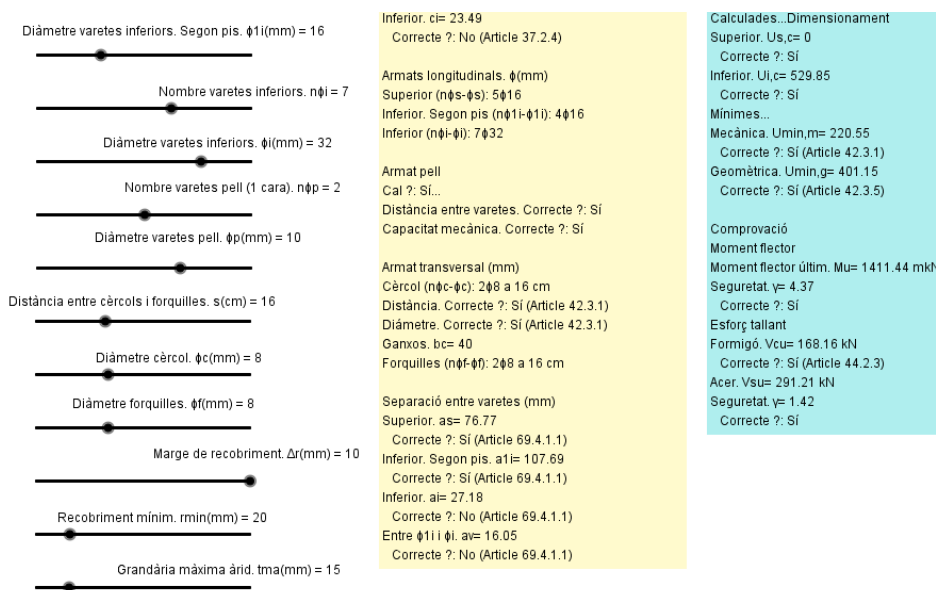 Diàmetre varetes inferiors. Segon pis. ϕ1i(mm) = 16
Nombre varetes inferiors. nϕi = 7
Diàmetre varetes inferiors. ϕi(mm) = 32
Nombre varetes pell (1 cara). nϕp = 2
Diàmetre varetes pell. ϕp(mm) = 10
Distància entre cèrcols i forquilles. s(cm) = 16
Diàmetre cèrcol. ϕc(mm) = 8
Diàmetre forquilles. ϕf(mm) = 8
Marge de recobriment. Δr(mm) = 10
Recobriment mínim. rmin(mm) = 20
Grandària màxima àrid. tma(mm) = 15
Inferior. ci= 23.49
Correcte ?: No (Article 37.2.4)
Armats longitudinals. ϕ(mm)
Superior (nϕs-ϕs): 5ϕ16
Inferior. Segon pis (nϕ1i-ϕ1i): 4ϕ16
Inferior (nϕi-ϕi): 7ϕ32
Armat pell
Cal ?: Sí...
Distància entre varetes. Correcte ?: Sí
Capacitat mecànica. Correcte ?: Sí
Armat transversal (mm)
Cèrcol (nϕc-ϕc): 2ϕ8 a 16 cm
Distància. Correcte ?: Sí (Article 42.3.1)
Diámetre. Correcte ?: Sí (Article 42.3.1)
Ganxos. bc= 40
Forquilles (nϕf-ϕf): 2ϕ8 a 16 cm
Separació entre varetes (mm)
Superior. as= 76.77
Correcte ?: Sí (Article 69.4.1.1)
Inferior. Segon pis. a1i= 107.69
Correcte ?: Sí (Article 69.4.1.1)
Inferior. ai= 27.18
Correcte ?: No (Article 69.4.1.1)
Entre ϕ1i i ϕi. av= 16.05
Correcte ?: No (Article 69.4.1.1)
Calculades...Dimensionament
Superior. Us,c= 0
Correcte ?: Sí
Inferior. Ui,c= 529.85
Correcte ?: Sí
Mínimes...
Mecànica. Umin,m= 220.55
Correcte ?: Sí (Article 42.3.1)
Geomètrica. Umin,g= 401.15
Correcte ?: Sí (Article 42.3.5)
Comprovació
Moment flector
Moment flector últim. Mu= 1411.44 mkN
Seguretat. γ= 4.37
Correcte ?: Sí
Esforç tallant
Formigó. Vcu= 168.16 kN
Correcte ?: Sí (Article 44.2.3)
Acer. Vsu= 291.21 kN
Seguretat. γ= 1.42
Correcte ?: Sí